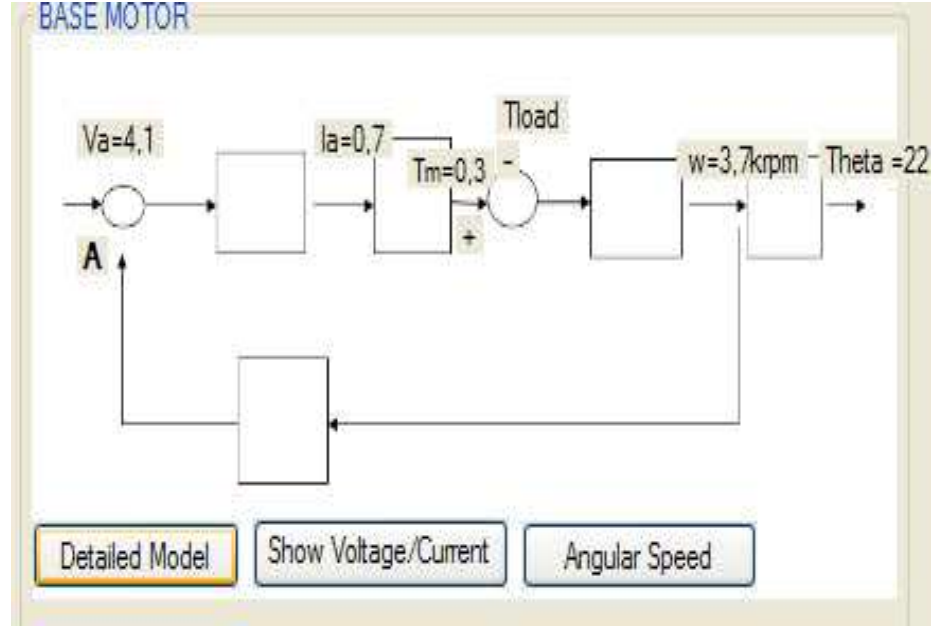 BASE MOTOR
Va=4,1
Ia=0,7
Tm=0,3
Tload
-
+
w=3,7krpm
Theta =22
A
Detailed Model
Show Voltage/Current
Angular Speed